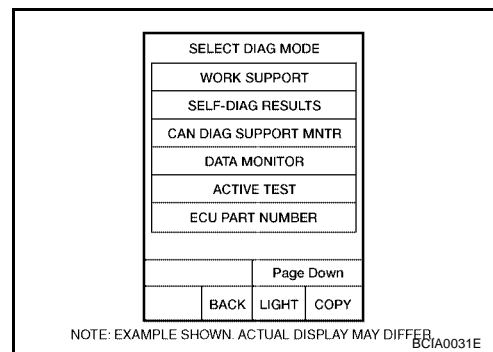 SELECT DIAG MODE
WORK SUPPORT
SELF-DIAG RESULTS
CAN DIAG SUPPORT MNTR
DATA MONITOR
ACTIVE TEST
ECU PART NUMBER
Page Down
BACK LIGHT COPY
NOTE: EXAMPLE SHOWN. ACTUAL DISPLAY MAY DIFFER.
BCIA0031E